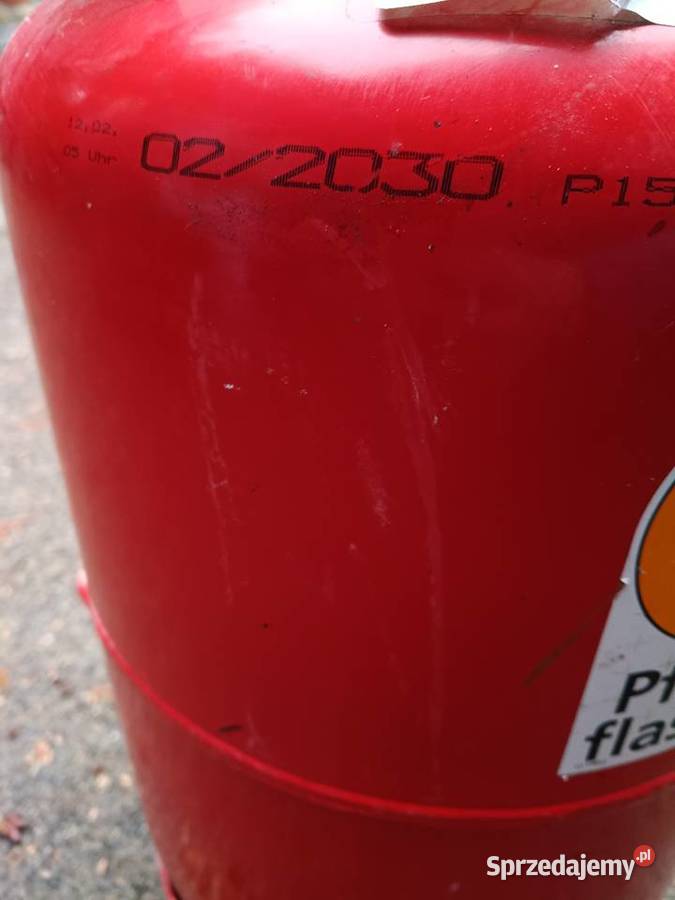 12.02.
05 Uhr
02/2030. P15
Pf
flas
Sprzedajemy.pl